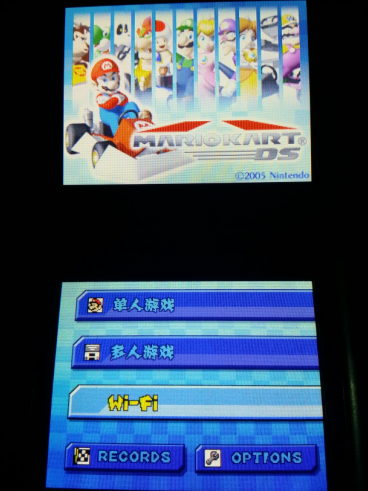 MARIOKART®
DS
©2005 Nintendo
单人游戏
多人游戏
Wi-Fi
RECORDS
OPTIONS